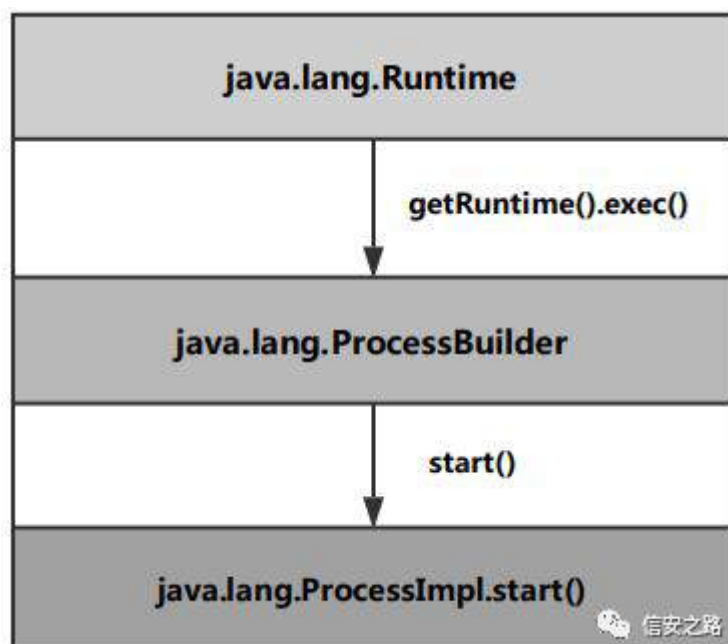 java.lang.Runtime
getRuntime().exec()
java.lang.ProcessBuilder
start()
java.lang.ProcessImpl.start()
信安之路